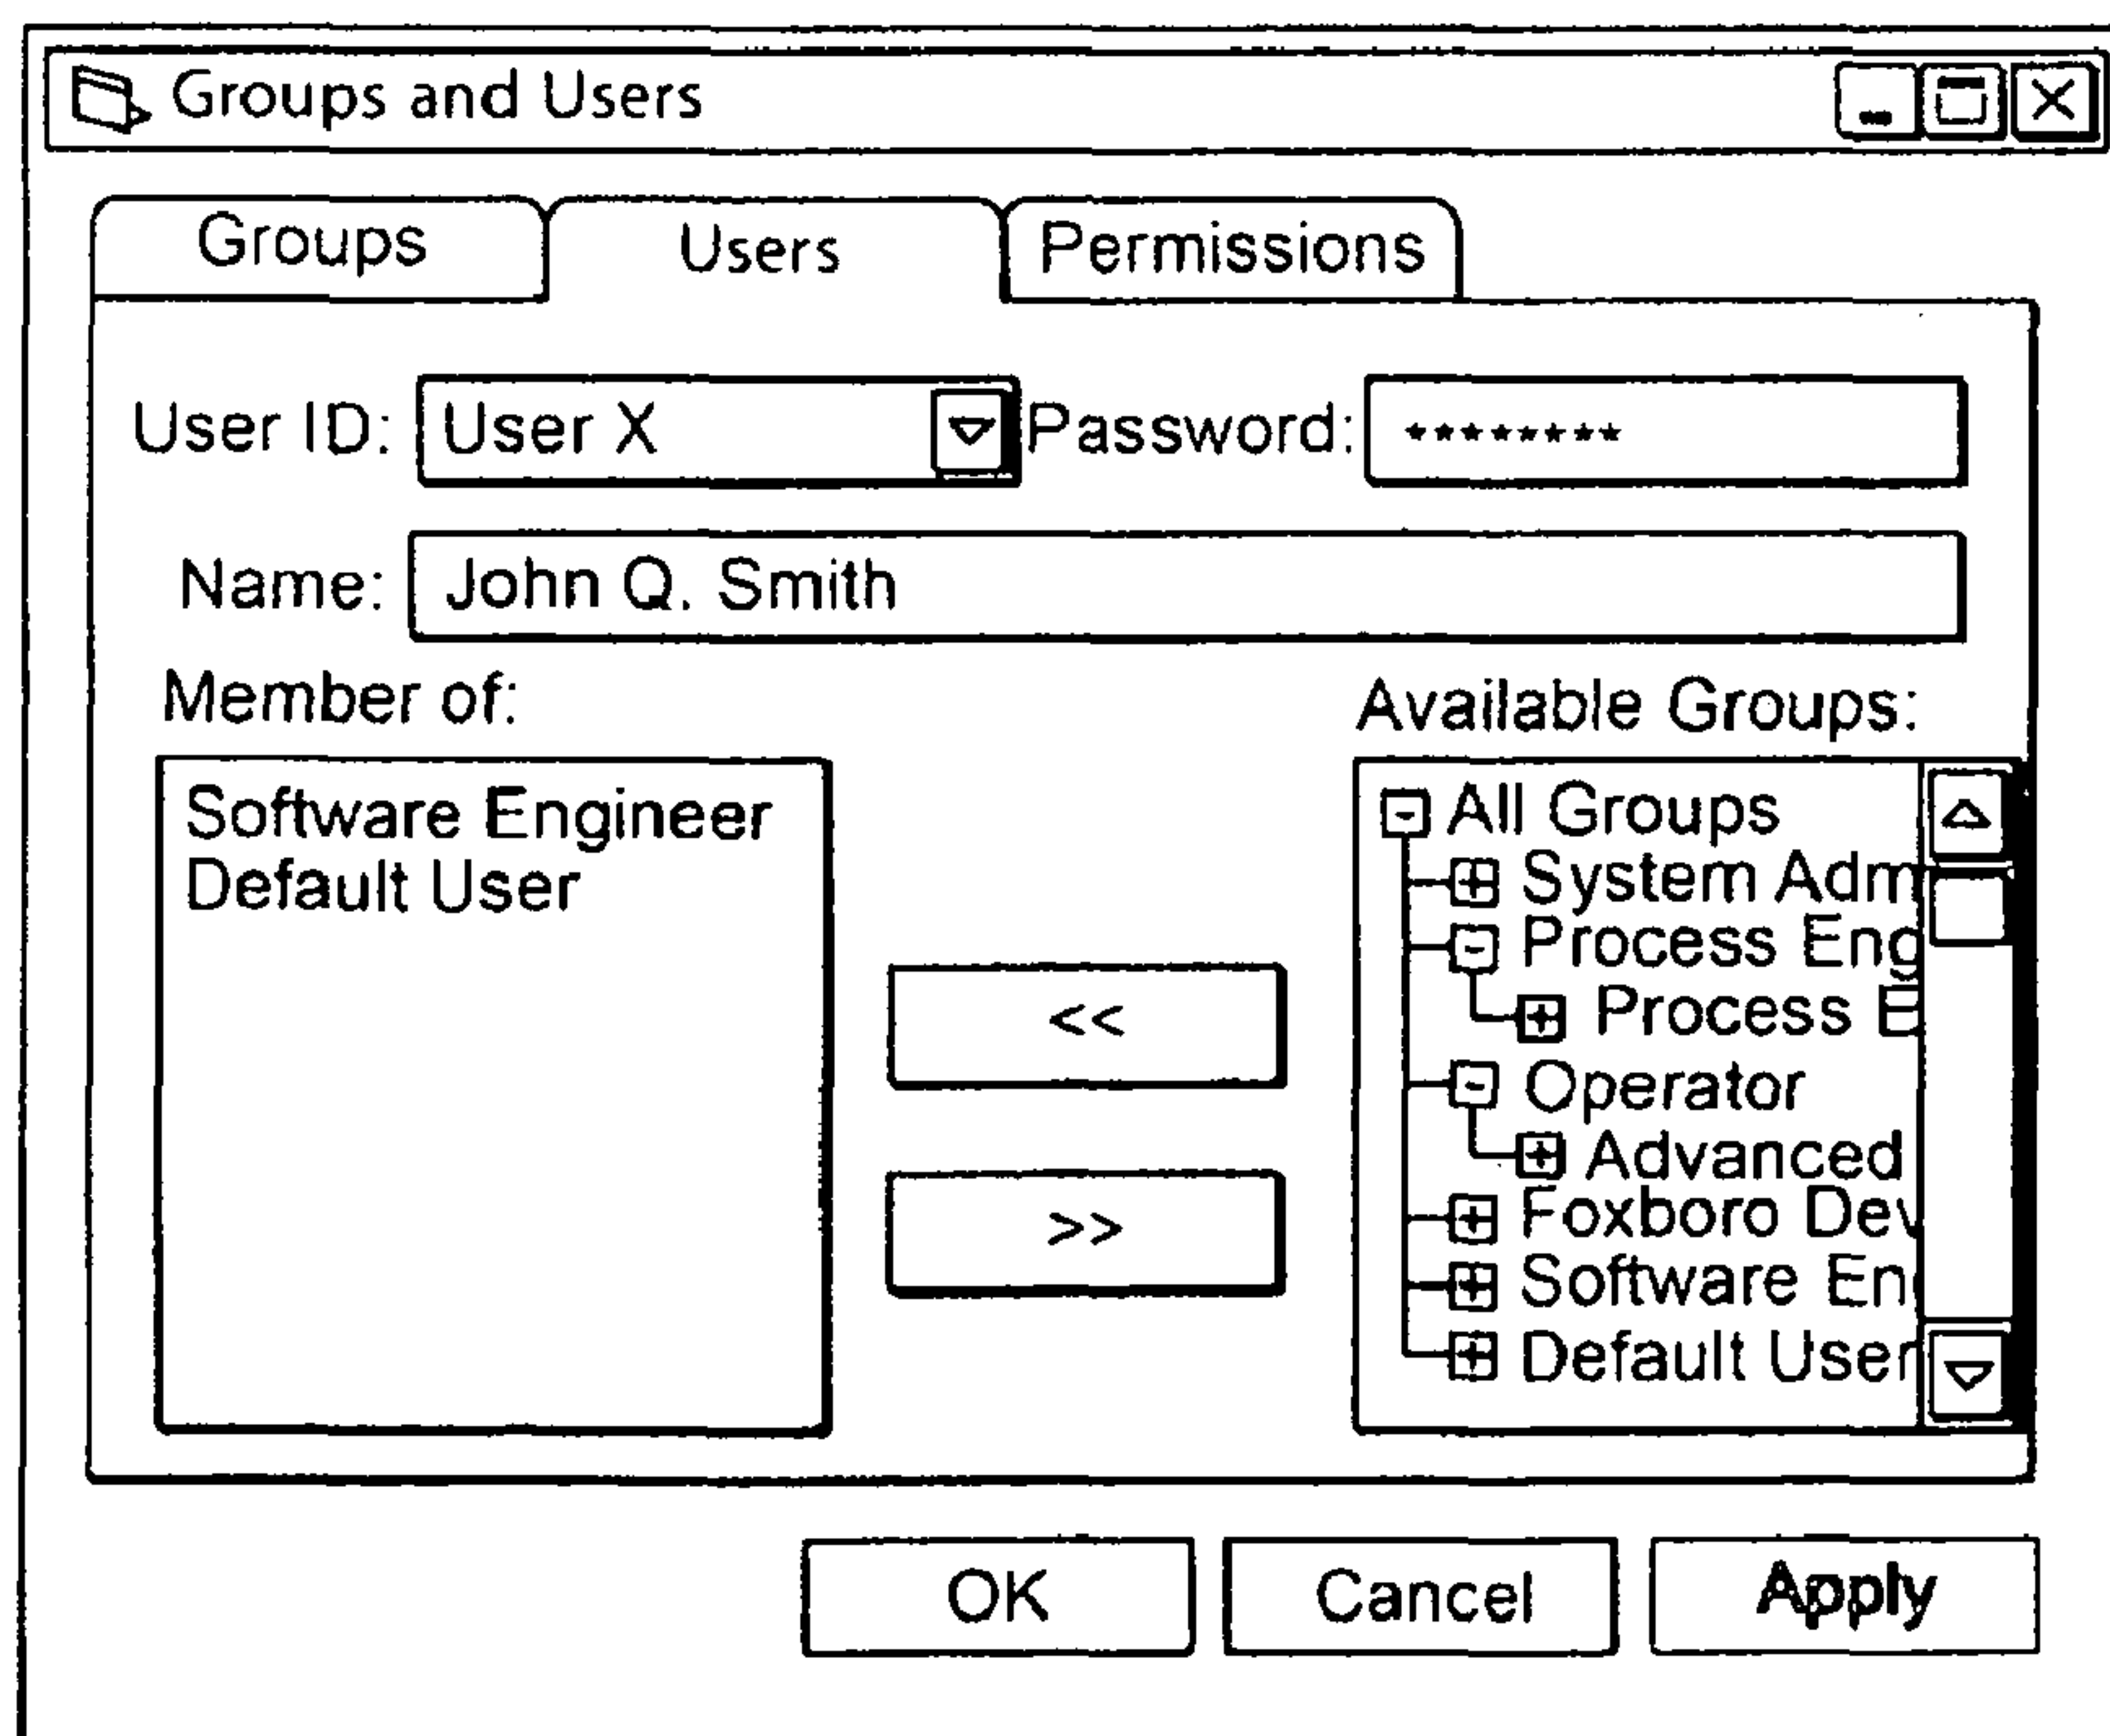 Groups and Users
Groups Users Permissions
User ID: User X Password: ********
Name: John Q. Smith
Member of:
Available Groups:
Software Engineer
Default User
<<
>>
All Groups
System Adm
Process Eng
Process E
Operator
Advanced
Foxboro Dev
Software En
Default User
OK Cancel Apply